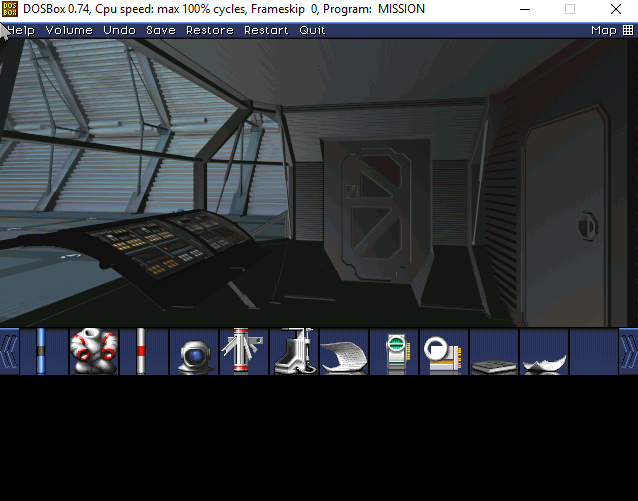 DOSBox 0.74, Cpu speed: max 100% cycles, Frameskip 0, Program: MISSION
Help Volume Undo Save Restore Restart Quit Map